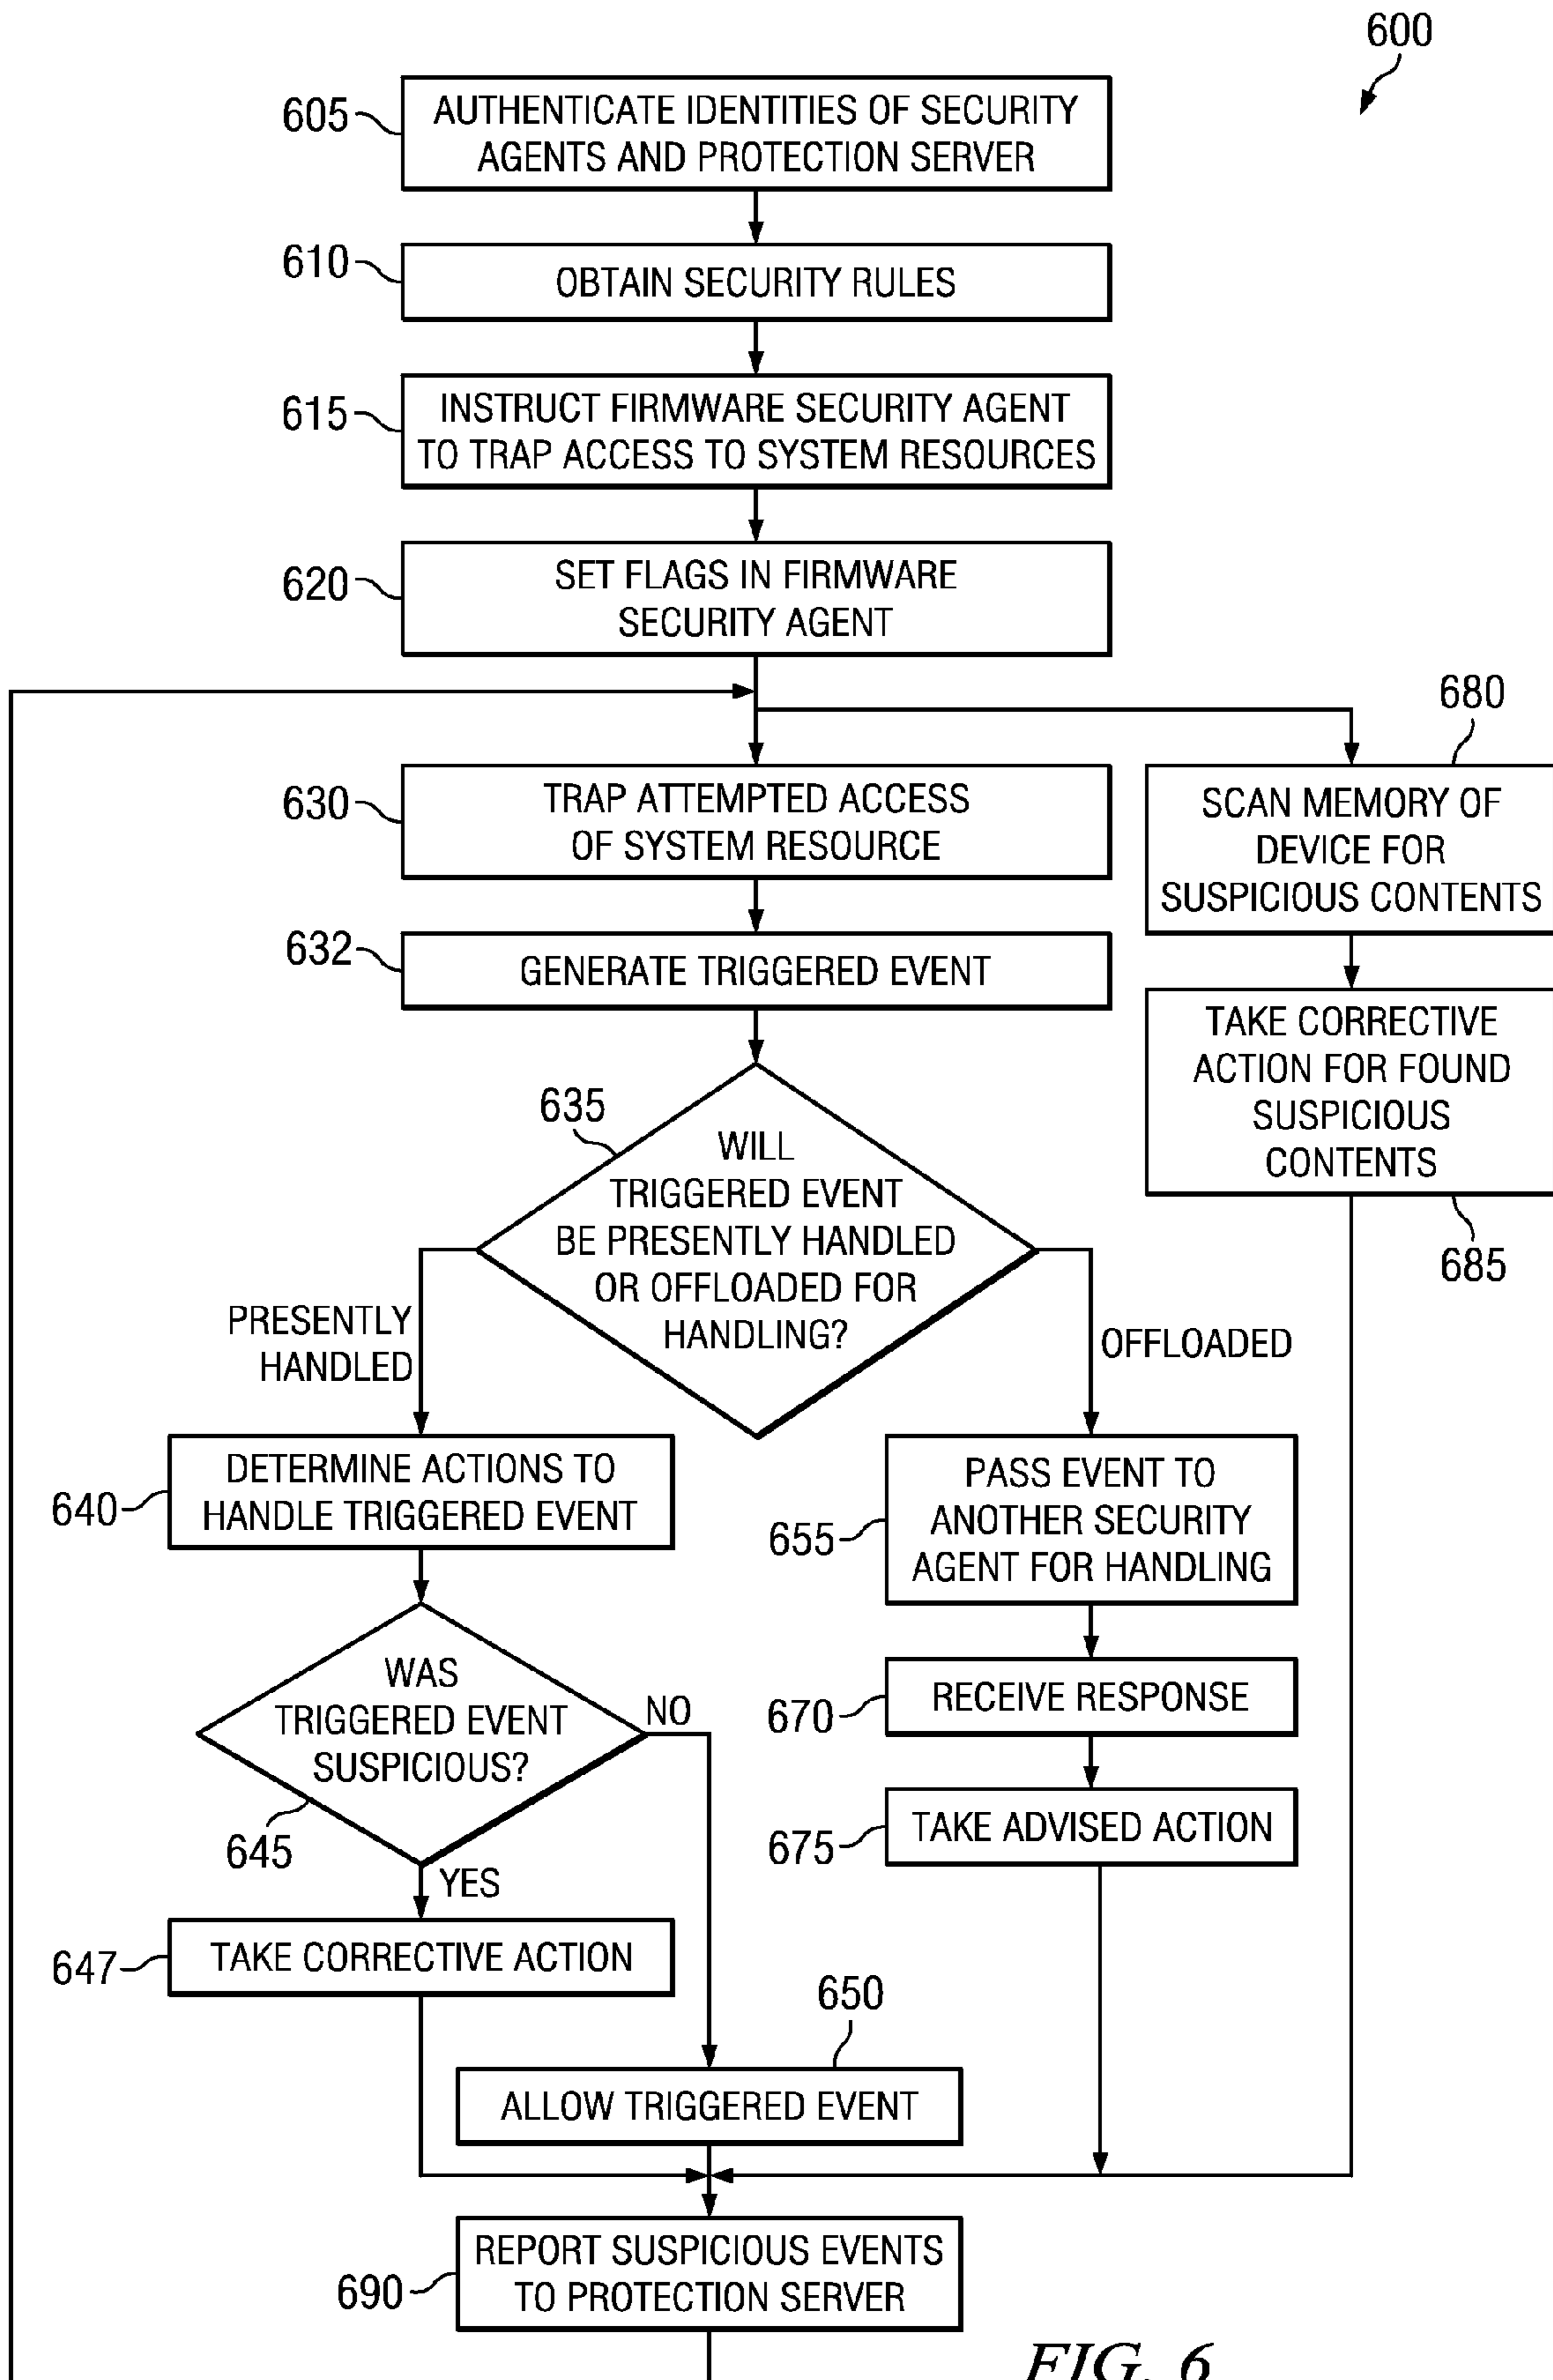 600
605
AUTHENTICATE IDENTITIES OF SECURITY
AGENTS AND PROTECTION SERVER
610
OBTAIN SECURITY RULES
615
INSTRUCT FIRMWARE SECURITY AGENT
TO TRAP ACCESS TO SYSTEM RESOURCES
620
SET FLAGS IN FIRMWARE
SECURITY AGENT
680
630
TRAP ATTEMPTED ACCESS
OF SYSTEM RESOURCE
SCAN MEMORY OF
DEVICE FOR
SUSPICIOUS CONTENTS
632
GENERATE TRIGGERED EVENT
TAKE CORRECTIVE
ACTION FOR FOUND
SUSPICIOUS
CONTENTS
685
635
WILL
TRIGGERED EVENT
BE PRESENTLY HANDLED
OR OFFLOADED FOR
HANDLING?
PRESENTLY
HANDLED
OFFLOADED
640
DETERMINE ACTIONS TO
HANDLE TRIGGERED EVENT
655
PASS EVENT TO
ANOTHER SECURITY
AGENT FOR HANDLING
WAS
TRIGGERED EVENT
SUSPICIOUS?
NO
645
YES
670
RECEIVE RESPONSE
675
TAKE ADVISED ACTION
647
TAKE CORRECTIVE ACTION
650
ALLOW TRIGGERED EVENT
690
REPORT SUSPICIOUS EVENTS
TO PROTECTION SERVER
FIG. 6